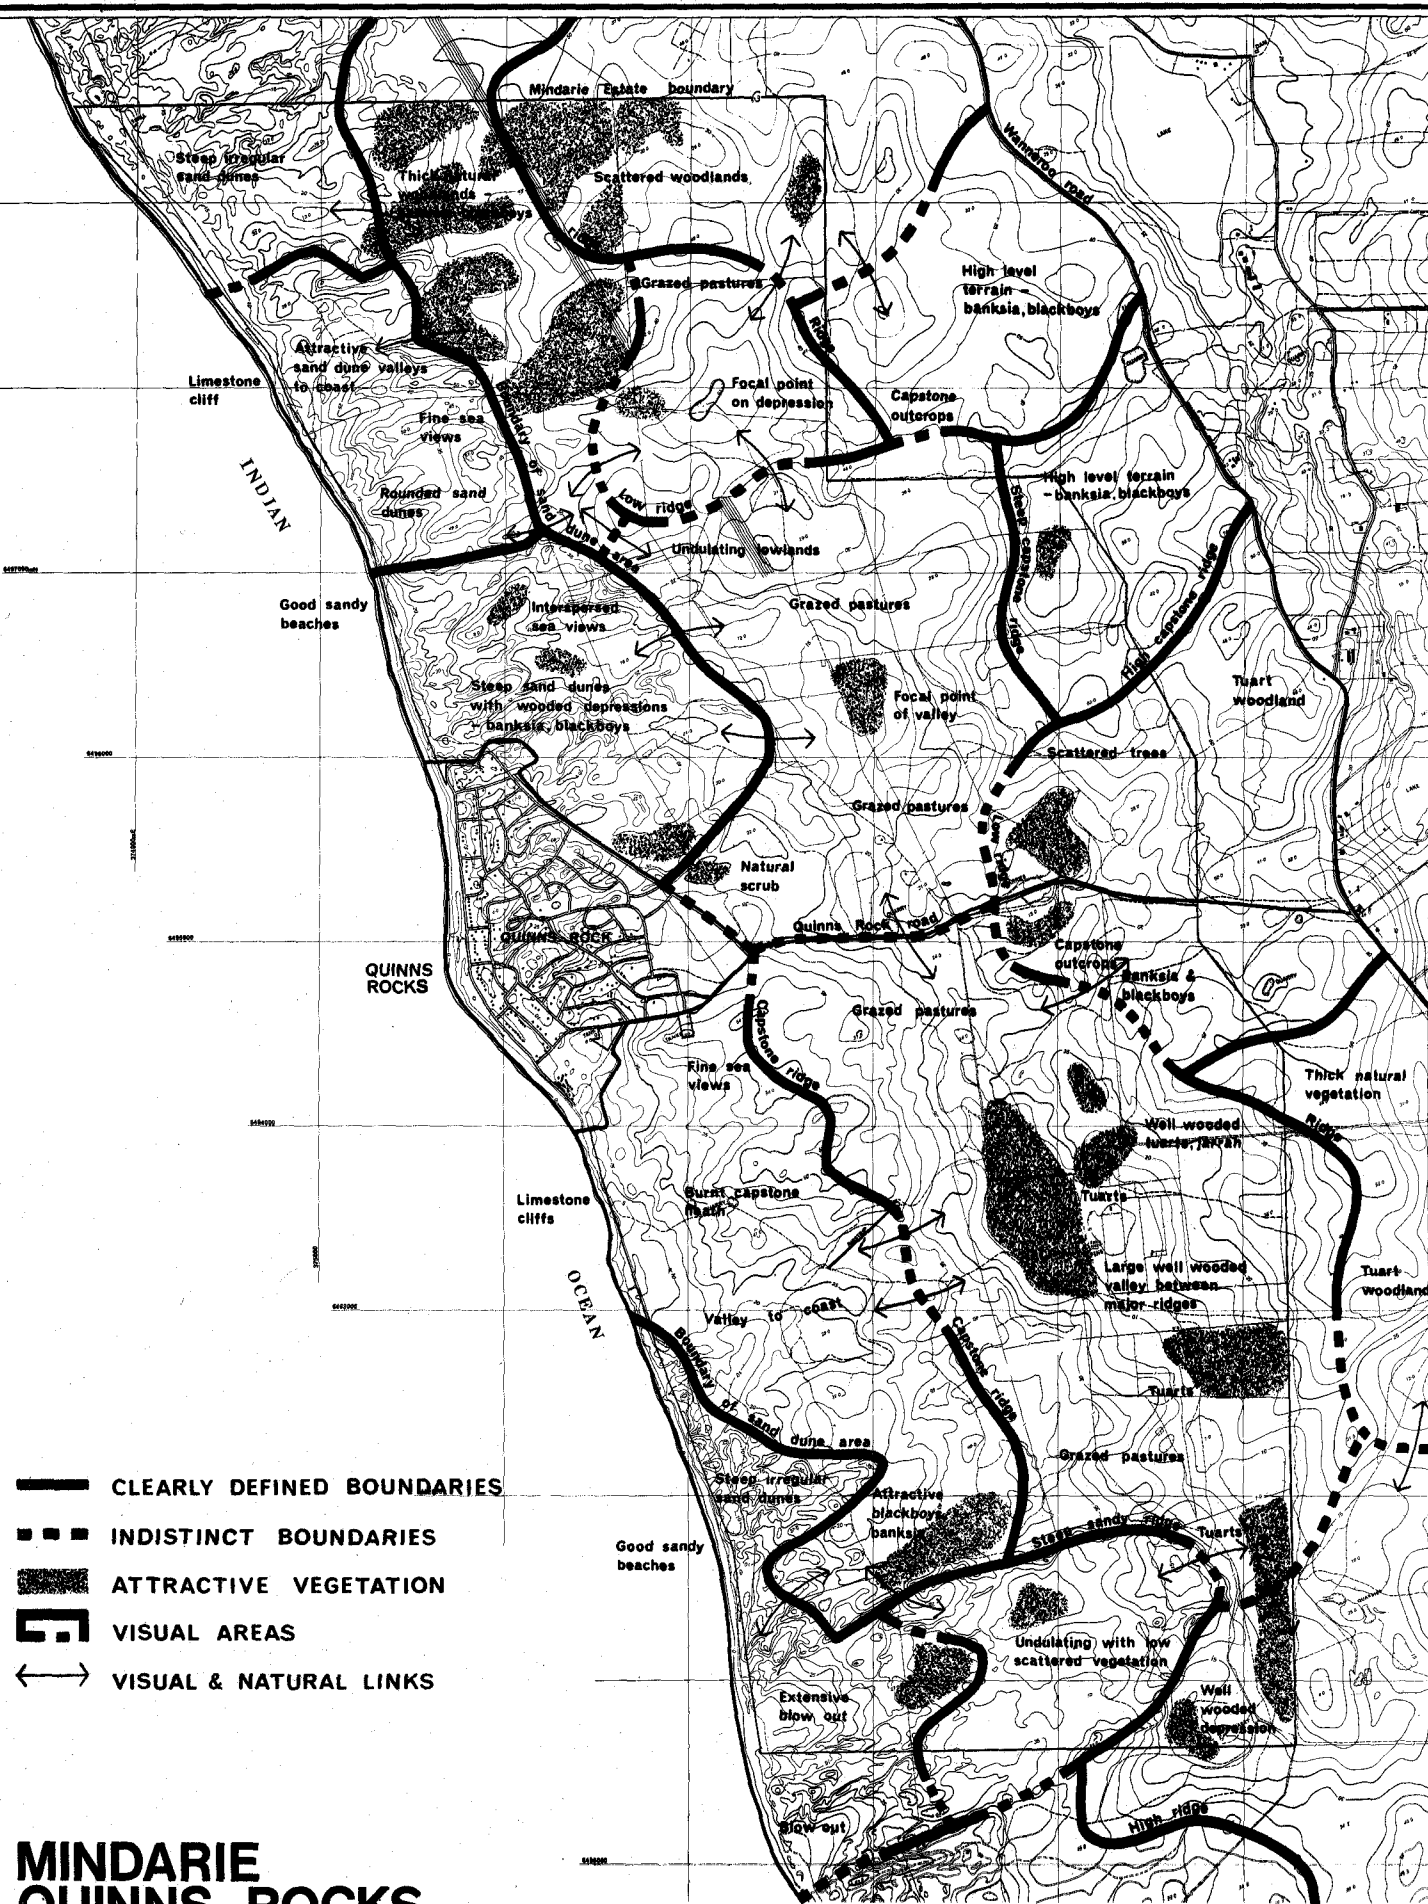 Mindarie Estate boundary
Steep irregular
sand dunes
Thick natural
woodlands -
Scattered woodlands
Wanneroo road
LAKE
Grazed pastures
High level
terrain -
banksia, blackboys
Ridge
Attractive
sand dune valleys
to coast
Limestone
cliff
Focal point
on depression
Capstone
outcrops
Fine sea
views
Boundary of sand dune area
INDIAN
Rounded sand
dunes
Low ridge
High level terrain
- banksia, blackboys
Steep capstone ridge
Undulating lowlands
High capstone ridge
Good sandy
beaches
Interspersed
sea views
Grazed pastures
Steep sand dunes
with wooded depressions
- banksia, blackboys
Focal point
of valley
Tuart
woodland
Scattered trees
Grazed pastures
Low ridge
LAKE
Natural
scrub
Quinns Rock road
QUINNS ROCK
Capstone
outcrops
QUINNS
ROCKS
Banksia &
blackboys
Grazed pastures
Capstone ridge
Fine sea
views
Thick natural
vegetation
Well wooded
tuarts, jarrah
Ridge
Burnt capstone
heath
Tuarts
Limestone
cliffs
Large well wooded
valley between
major ridges
Tuart
woodland
OCEAN
Valley to coast
Capstone ridge
Boundary of sand dune area
Tuarts
Grazed pastures
Steep irregular
sand dunes
Attractive
blackboys
banksia
Steep sandy ridge
Tuarts
Good sandy
beaches
CLEARLY DEFINED BOUNDARIES
INDISTINCT BOUNDARIES
ATTRACTIVE VEGETATION
VISUAL AREAS
VISUAL & NATURAL LINKS
Undulating with low
scattered vegetation
Extensive
blow out
Well
wooded
depression
Blow out
High ridge
MINDARIE
QUINNS ROCKS